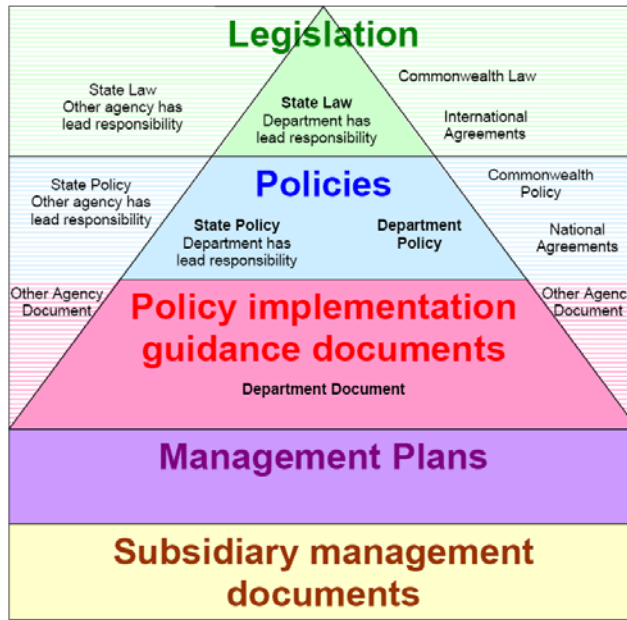 Legislation
State Law
Other agency has
lead responsibility
State Law
Department has
lead responsibility
Commonwealth Law
International
Agreements
Policies
State Policy
Other agency has
lead responsibility
State Policy
Department has
lead responsibility
Department
Policy
Commonwealth
Policy
National
Agreements
Other Agency
Document
Policy implementation
guidance documents
Department Document
Other Agenc
Document
Management Plans
Subsidiary management
documents